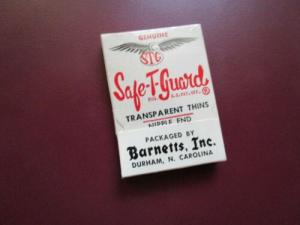 GENUINE
STG
Safe-T-Guard ®
TRANSPARENT THINS
NIPPLE END
PACKAGED BY
Barnetts, Inc.
DURHAM, N. CAROLINA